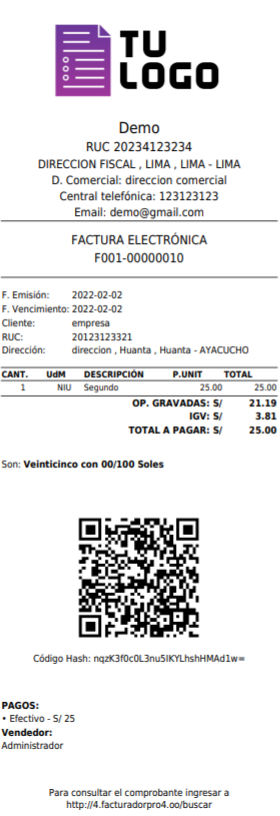 TU
LOGO
Demo
RUC 20234123234
DIRECCION FISCAL , LIMA , LIMA - LIMA
D. Comercial: direccion comercial
Central telefónica: 123123123
Email: demo@gmail.com
FACTURA ELECTRÓNICA
F001-00000010
F. Emisión: 2022-02-02
F. Vencimiento: 2022-02-02
Cliente: empresa
RUC: 20123123321
Dirección: direccion , Huanta , Huanta - AYACUCHO
CANT. UdM DESCRIPCIÓN P.UNIT TOTAL
1 NIU Segundo 25.00 25.00
OP. GRAVADAS: S/ 21.19
IGV: S/ 3.81
TOTAL A PAGAR: S/ 25.00
Son: Veinticinco con 00/100 Soles
Código Hash: nqzK3f0c0L3nu5IKYLhshHMAd1w=
PAGOS:
• Efectivo - S/ 25
Vendedor:
Administrador
Para consultar el comprobante ingresar a
http://4.facturadorpro4.oo/buscar